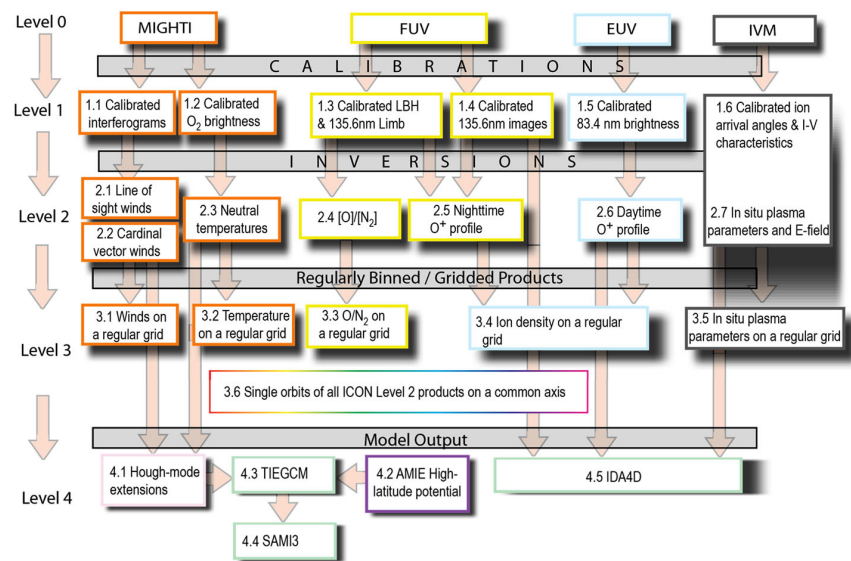 Level 0
MIGHTI
FUV
EUV
IVM
CALIBRATIONS
Level 1
1.1 Calibrated
interferograms
1.2 Calibrated
O₂ brightness
1.3 Calibrated LBH
& 135.6nm Limb
1.4 Calibrated
135.6nm images
1.5 Calibrated
83.4 nm brightness
1.6 Calibrated ion
arrival angles & I-V
characteristics
INVERSIONS
Level 2
2.1 Line of
sight winds
2.2 Cardinal
vector winds
2.3 Neutral
temperatures
2.4 [O]/[N₂]
2.5 Nighttime
O⁺ profile
2.6 Daytime
O⁺ profile
2.7 In situ plasma
parameters and E-field
Regularly Binned / Gridded Products
Level 3
3.1 Winds on
a regular grid
3.2 Temperature
on a regular grid
3.3 O/N₂ on
a regular grid
3.4 Ion density on a regular
grid
3.5 In situ plasma
parameters on a regular grid
3.6 Single orbits of all ICON Level 2 products on a common axis
Model Output
Level 4
4.1 Hough-mode
extensions
4.3 TIEGCM
4.2 AMIE High-
latitude potential
4.5 IDA4D
4.4 SAMI3